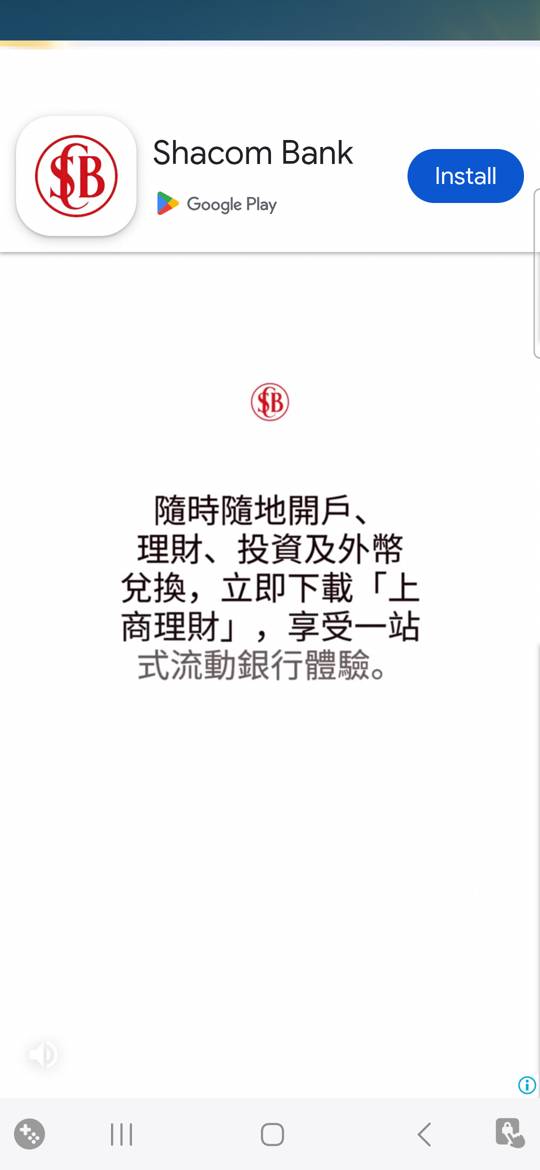 SCB
Shacom Bank
Google Play
Install
SCB
隨時隨地開戶、
理財、投資及外幣
兌換，立即下載「上
商理財」，享受一站
式流動銀行體驗。